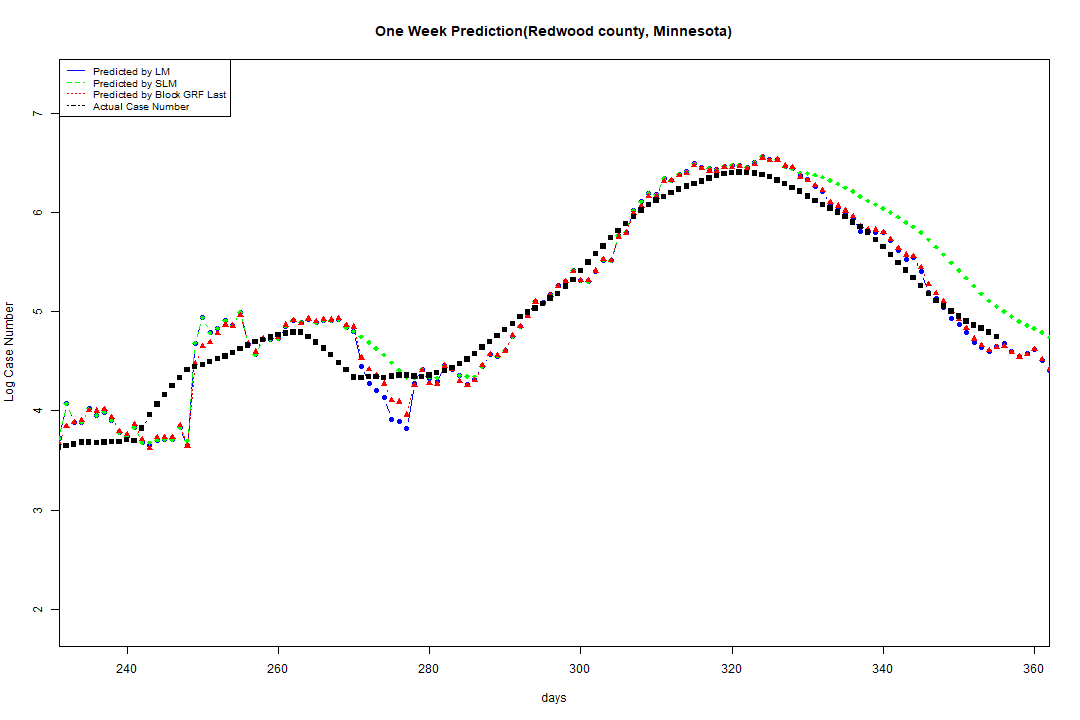 One Week Prediction(Redwood county, Minnesota)
Predicted by LM
Predicted by SLM
Predicted by Block GRF Last
Actual Case Number
7
6
5
4
3
2
Log Case Number
240 260 280 300 320 340 360
days